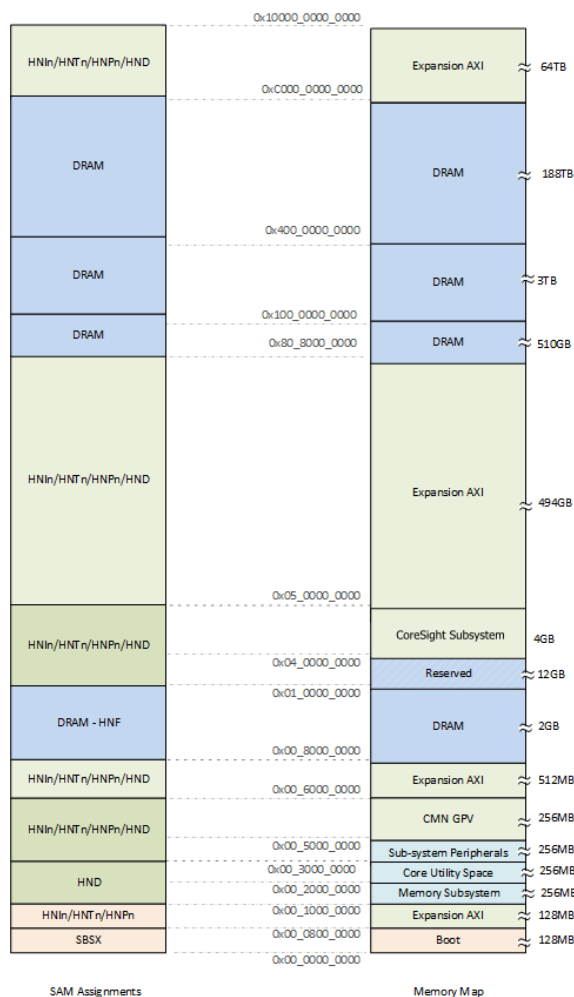 0x10000_0000_0000
HNIn/HNTn/HNPn/HND
Expansion AXI
64TB
0xC000_0000_0000
DRAM
DRAM
188TB
0x400_0000_0000
DRAM
DRAM
3TB
0x100_0000_0000
DRAM
DRAM
510GB
0x80_8000_0000
HNIn/HNTn/HNPn/HND
Expansion AXI
494GB
0x05_0000_0000
HNIn/HNTn/HNPn/HND
CoreSight Subsystem
4GB
0x04_0000_0000
Reserved
12GB
0x01_0000_0000
DRAM - HNF
DRAM
2GB
0x00_8000_0000
HNIn/HNTn/HNPn/HND
Expansion AXI
512MB
0x00_6000_0000
HNIn/HNTn/HNPn/HND
CMN GPV
256MB
0x00_5000_0000
Sub-system Peripherals
256MB
0x00_3000_0000
HND
Core Utility Space
256MB
0x00_2000_0000
Memory Subsystem
256MB
0x00_1000_0000
HNIn/HNTn/HNPn
Expansion AXI
128MB
0x00_0800_0000
SBSX
Boot
128MB
0x00_0000_0000
SAM Assignments
Memory Map